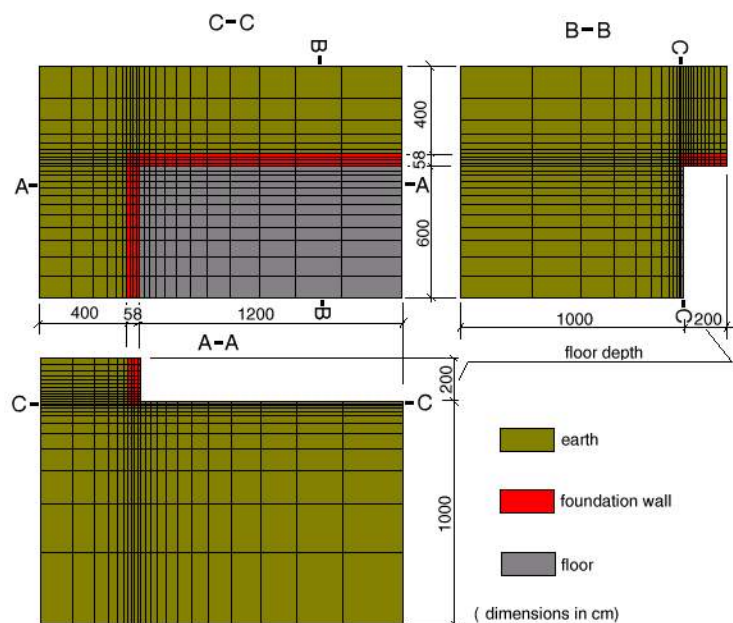 C-C
B-B
B
C
400
58
A
A
600
400
58
1200
B
1000
C
200
A-A
floor depth
200
C
C
1000
earth
foundation wall
floor
( dimensions in cm)